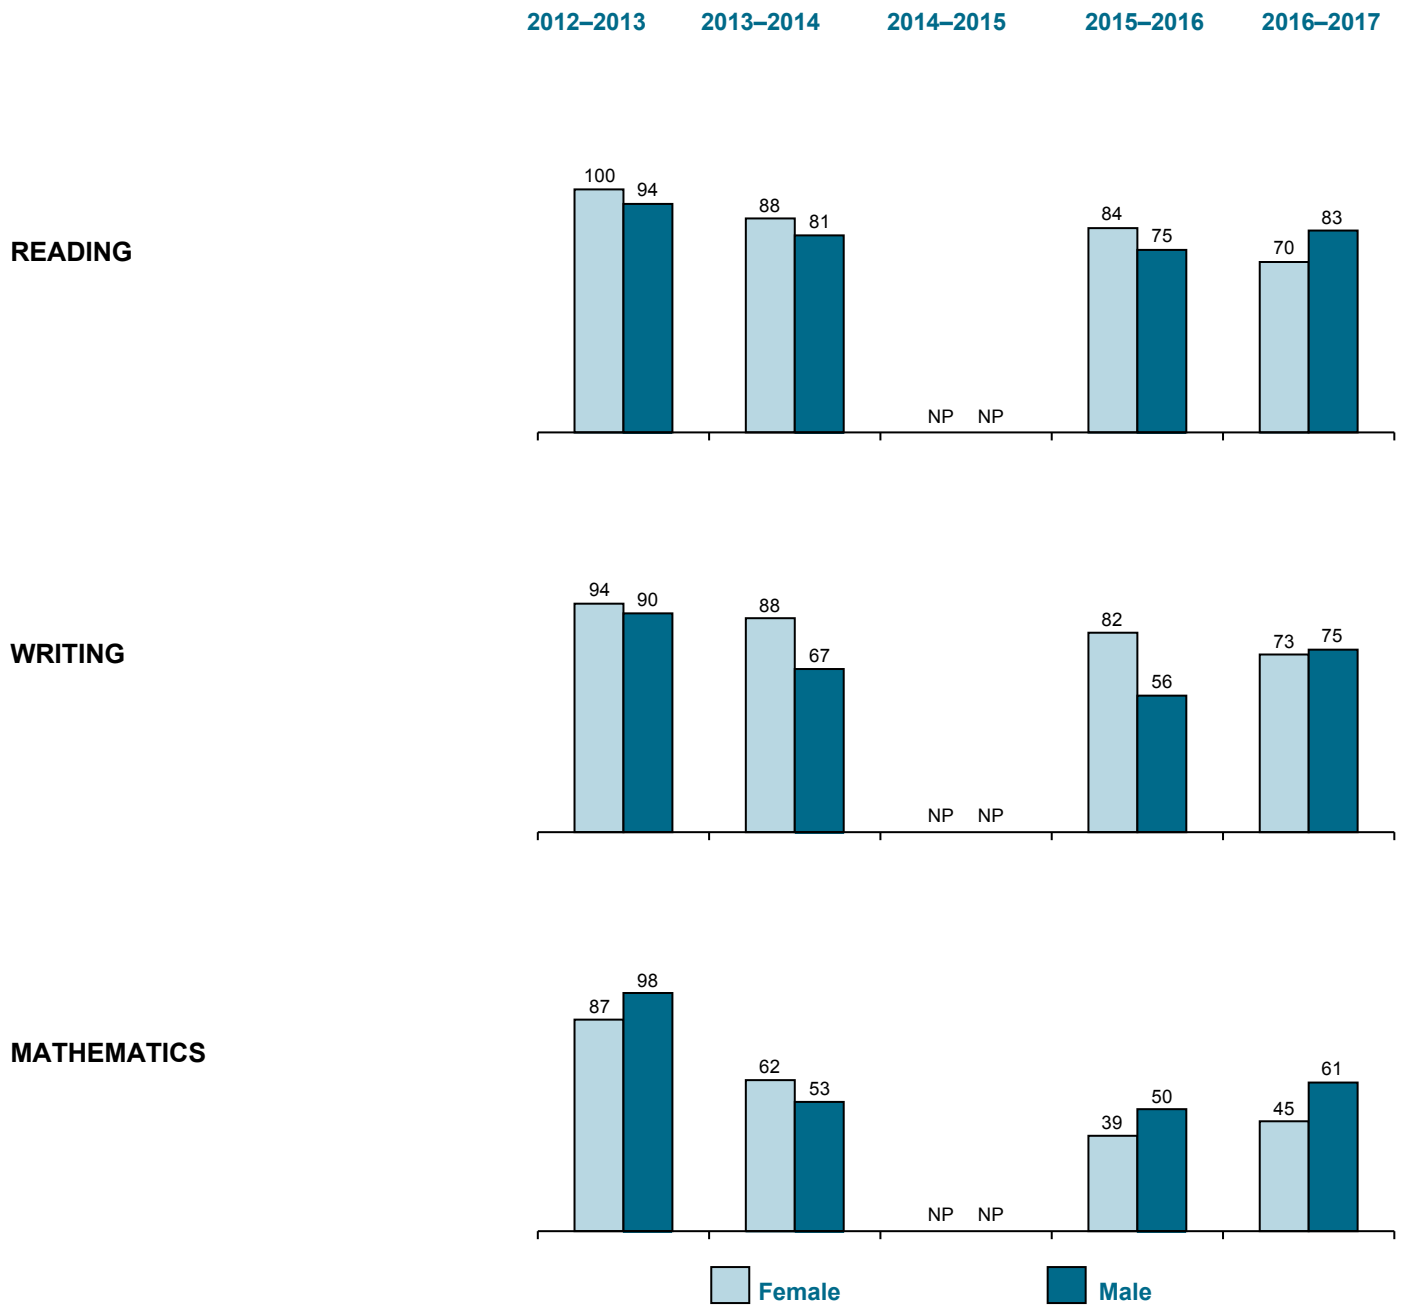 2012–2013 2013–2014 2014–2015 2015–2016 2016–2017
READING
100 94 88 81 NP NP 84 75 70 83
WRITING
94 90 88 67 NP NP 82 56 73 75
MATHEMATICS
87 98 62 53 NP NP 39 50 45 61
Female Male